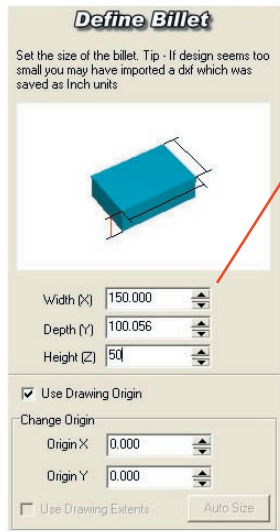 Define Billet
Set the size of the billet. Tip - If design seems too
small you may have imported a dxf which was
saved as Inch units
Width (X) 150.000
Depth (Y) 100.056
Height (Z) 50
Use Drawing Origin
Change Origin
Origin X 0.000
Origin Y 0.000
Use Drawing Extents Auto Size